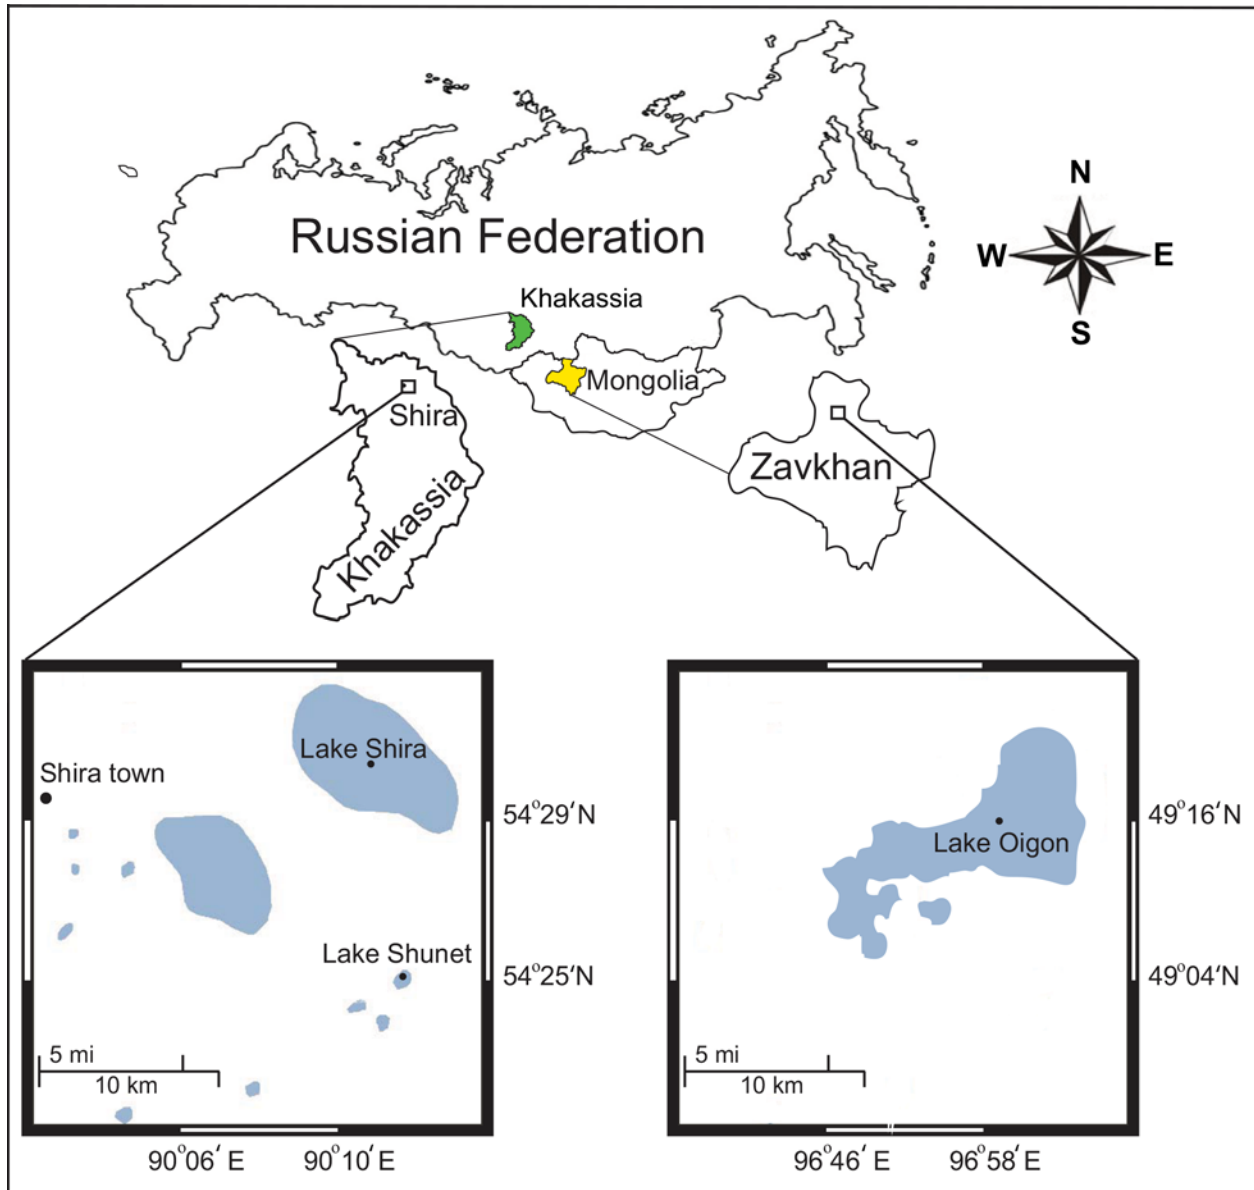 N
W
E
S
Russian Federation
Khakassia
Mongolia
Shira
Khakassia
Zavkhan
Lake Shira
Shira town
Lake Shunet
54°29′N
54°25′N
5 mi
10 km
90°06′ E
90°10′ E
Lake Oigon
49°16′N
49°04′N
5 mi
10 km
96°46′E
96°58′E